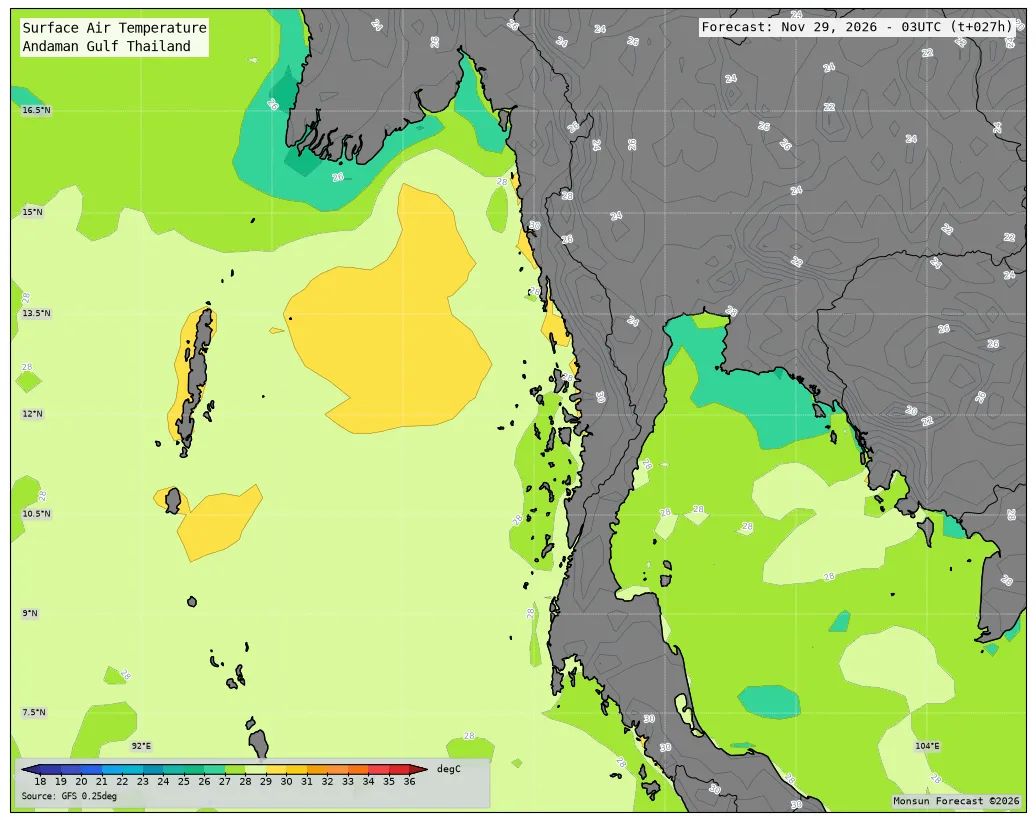 Surface Air Temperature
Andaman Gulf Thailand
Forecast: Nov 29, 2026 - 03UTC (t+027h)
16.5°N
15°N
13.5°N
12°N
10.5°N
9°N
7.5°N
92°E
104°E
18 19 20 21 22 23 24 25 26 27 28 29 30 31 32 33 34 35 36
degC
Source: GFS 0.25deg
Monsun Forecast ©2026